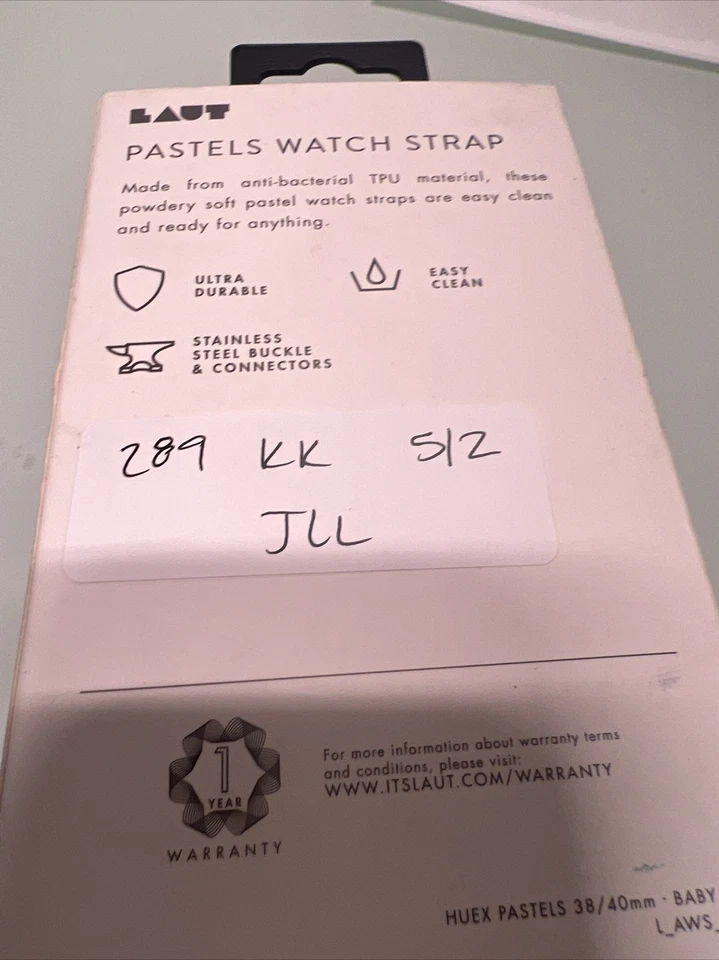 LAUT
PASTELS WATCH STRAP
Made from anti-bacterial TPU material, these
powdery soft pastel watch straps are easy clean
and ready for anything.
ULTRA
DURABLE
EASY
CLEAN
STAINLESS
STEEL BUCKLE
& CONNECTORS
289 KK 512
JLL
1
YEAR
WARRANTY
For more information about warranty terms
and conditions, please visit:
WWW.ITSLAUT.COM/WARRANTY
HUEX PASTELS 38/40mm · BABY
L_AWS_